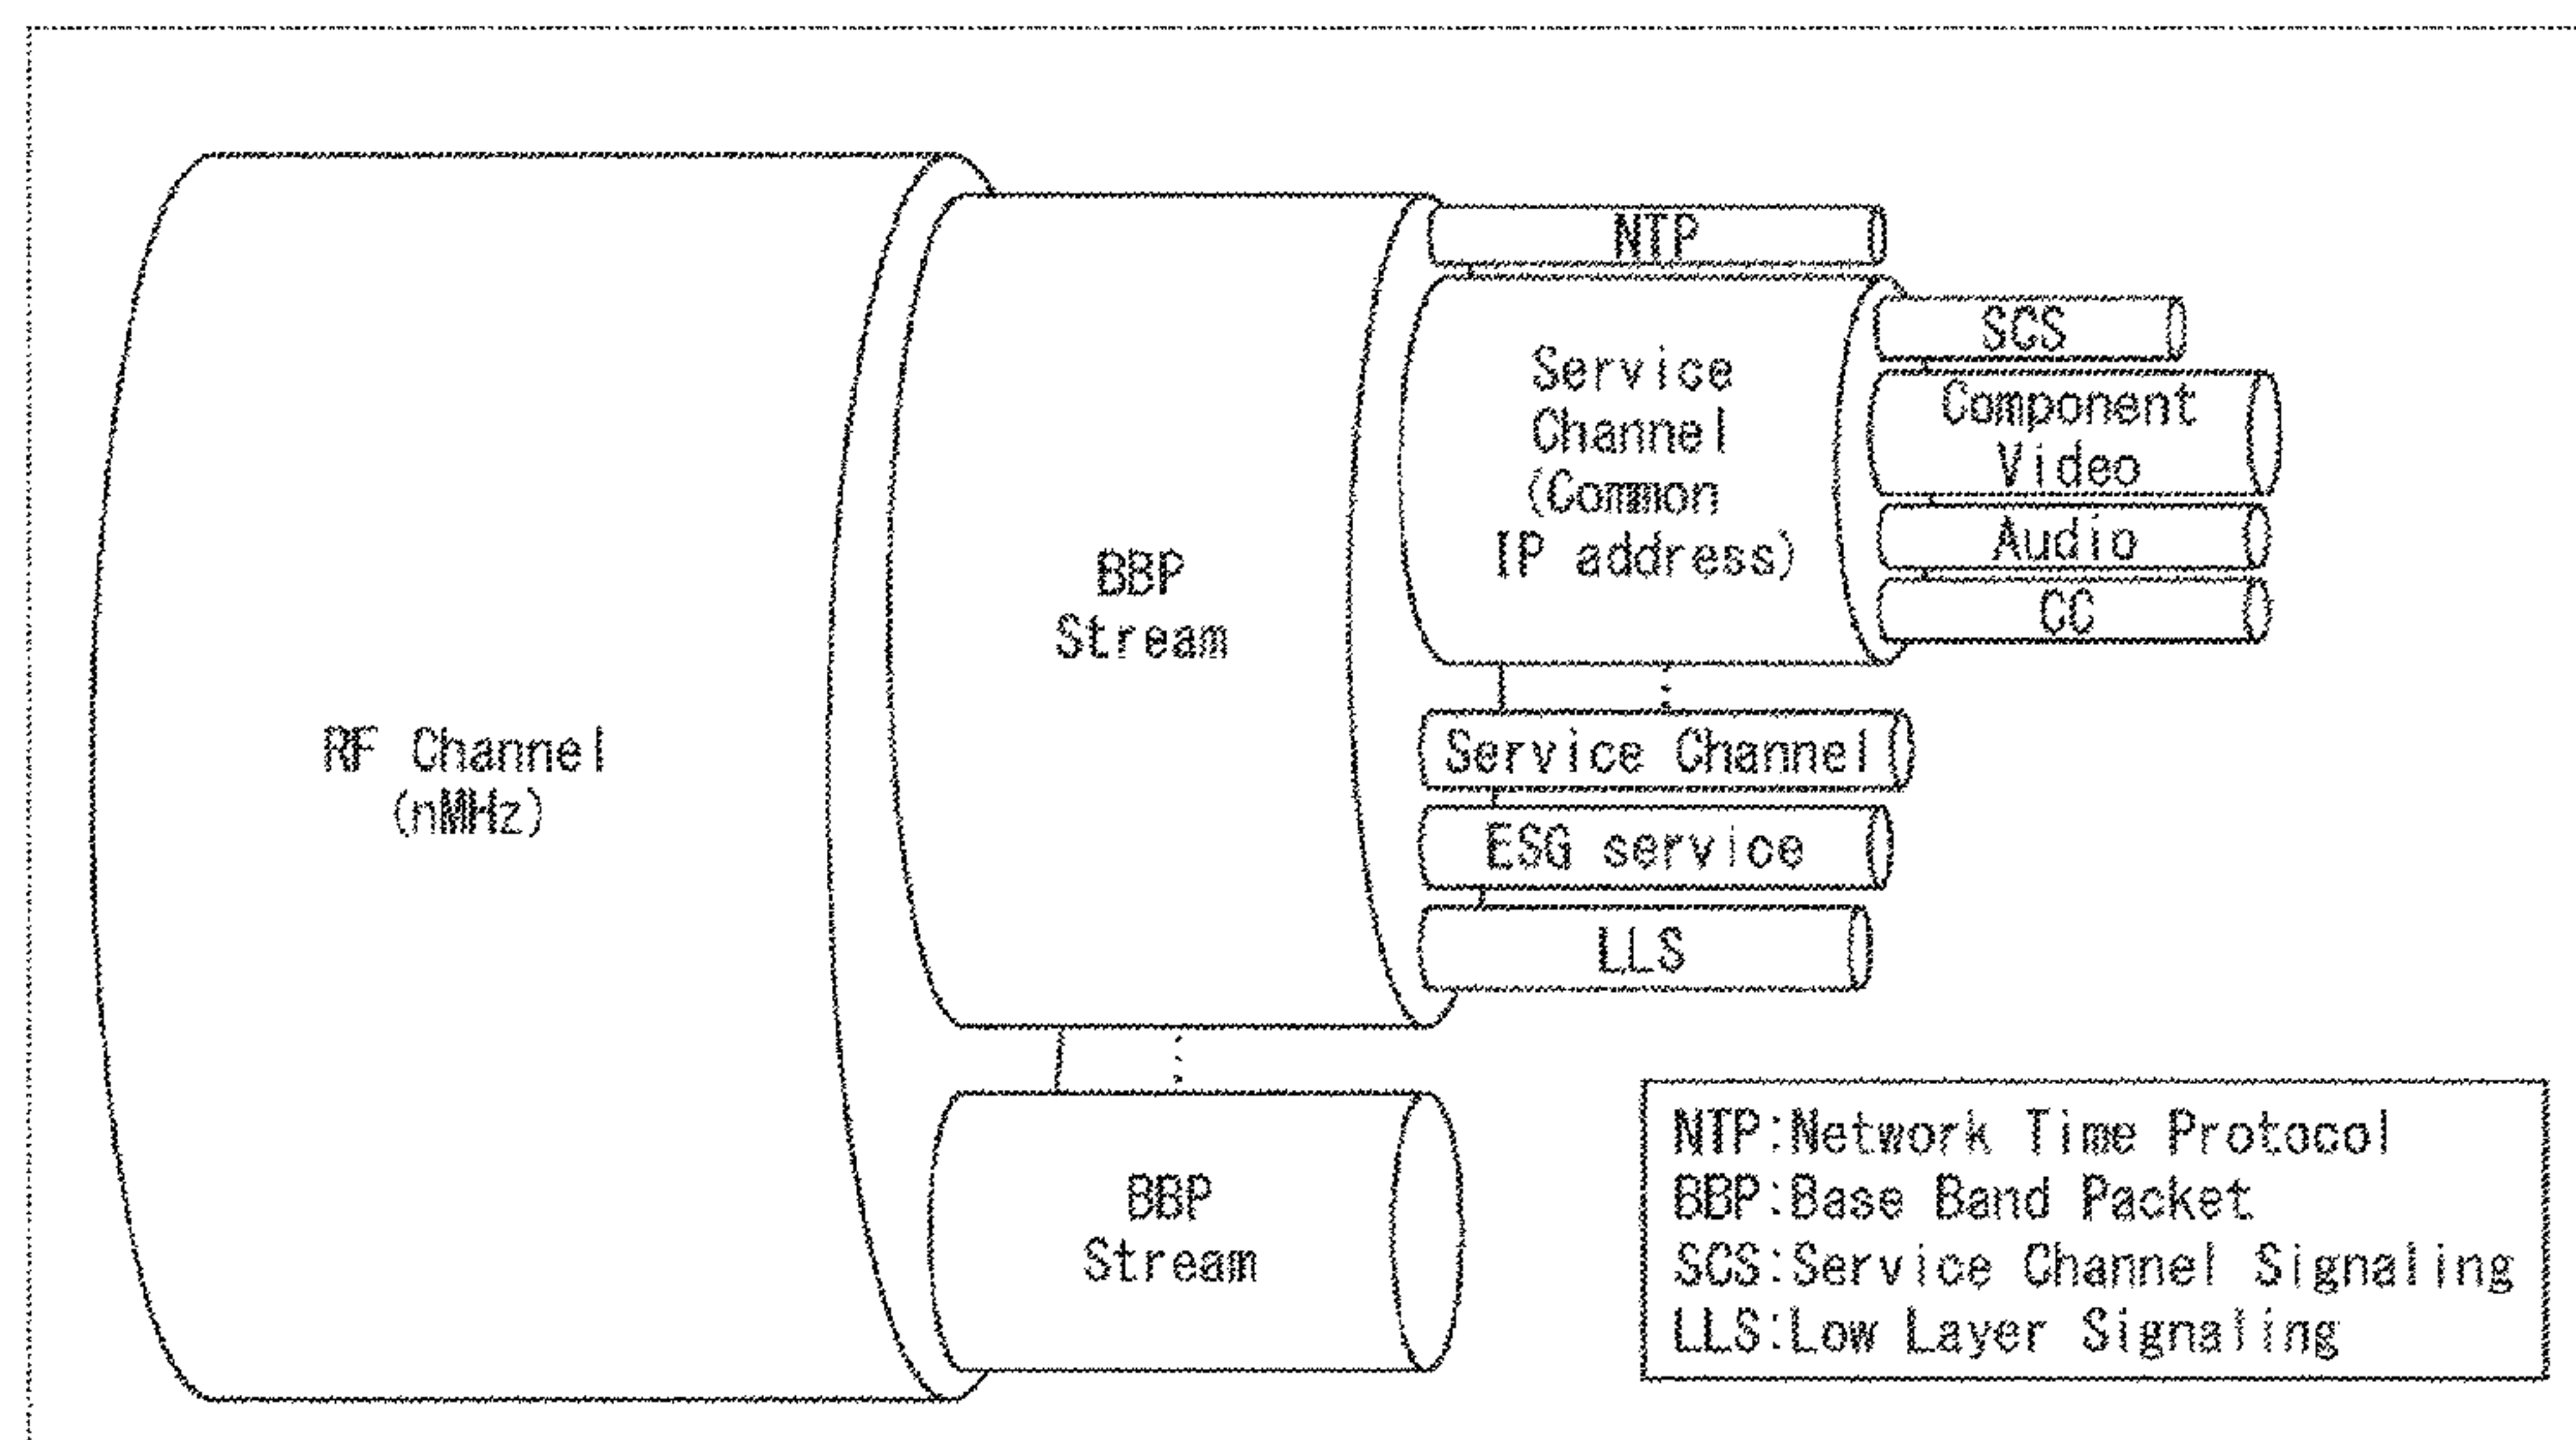 RF Channel
(nMHz)
BBP
Stream
BBP
Stream
NTP
Service
Channel
(Common
IP address)
Service Channel
ESG service
LLS
SCS
Component
Video
Audio
CC
NTP:Network Time Protocol
BBP:Base Band Packet
SCS:Service Channel Signaling
LLS:Low Layer Signaling